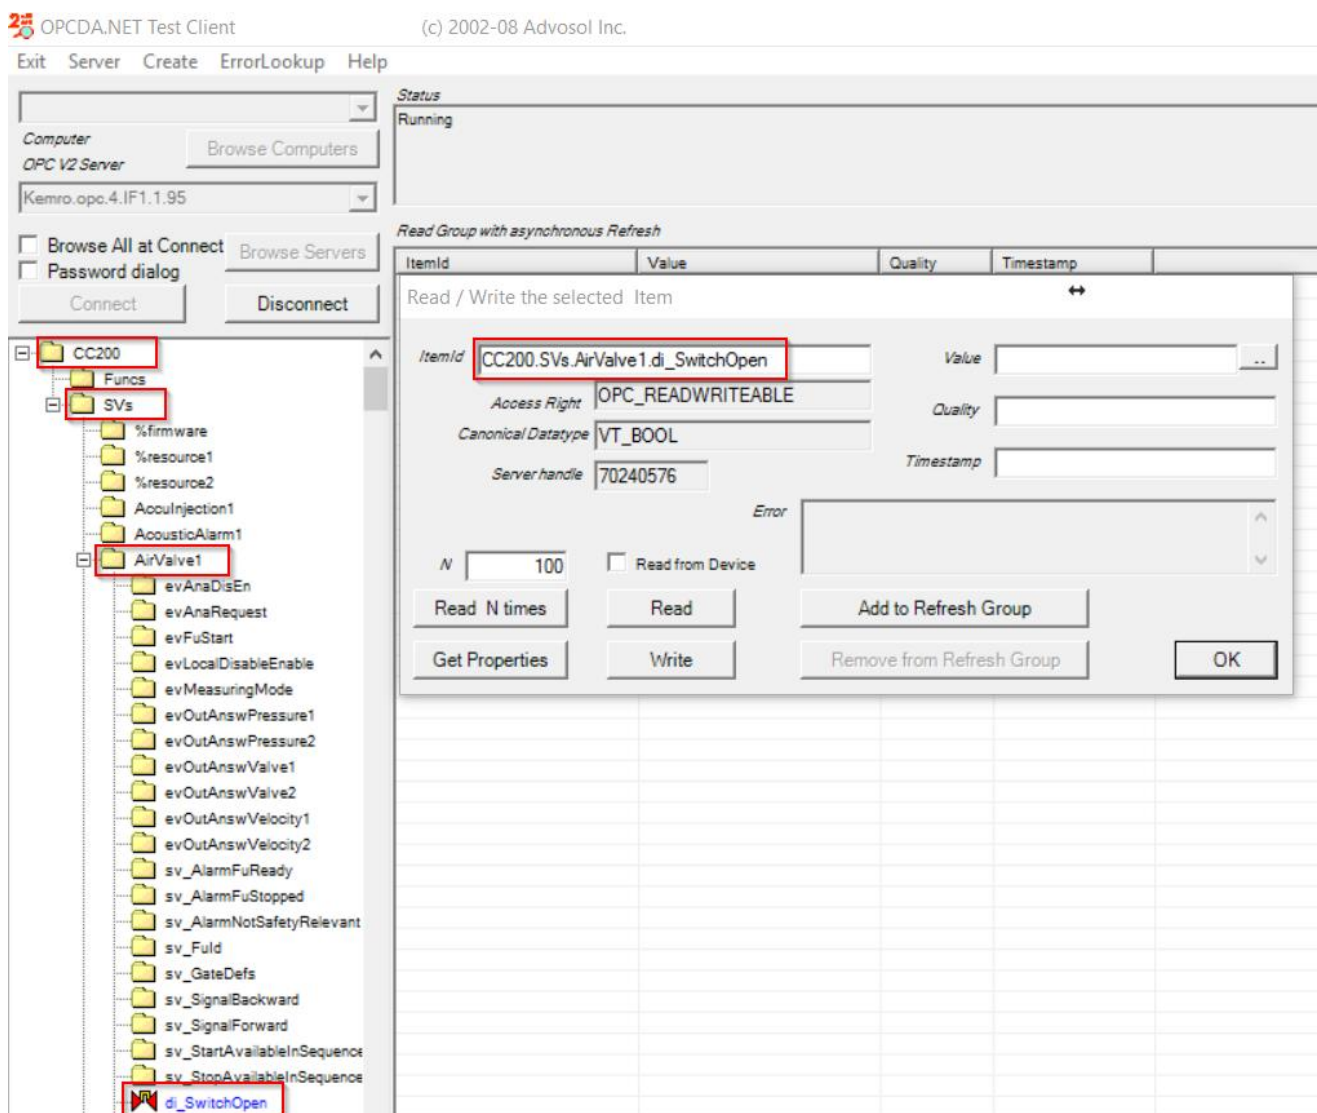 OPCDA.NET Test Client (c) 2002-08 Advosol Inc.
Exit Server Create ErrorLookup Help
Status
Running
Computer
Browse Computers
OPC V2 Server
Kemro.opc.4.IF1.1.95
Browse All at Connect
Browse Servers
Password dialog
Connect
Disconnect
Read Group with asynchronous Refresh
ItemId Value Quality Timestamp
Read / Write the selected Item
ItemId CC200.SVs.AirValve1.di_SwitchOpen
Value
..
Access Right OPC_READWRITEABLE
Quality
Canonical Datatype VT_BOOL
Timestamp
Server handle 70240576
Error
N 100
Read from Device
Read N times
Read
Add to Refresh Group
Get Properties
Write
Remove from Refresh Group
OK
CC200
Funcs
SVs
%firmware
%resource1
%resource2
AccuInjection1
AcousticAlarm1
AirValve1
evAnaDisEn
evAnaRequest
evFuStart
evLocalDisableEnable
evMeasuringMode
evOutAnswPressure1
evOutAnswPressure2
evOutAnswValve1
evOutAnswValve2
evOutAnswVelocity1
evOutAnswVelocity2
sv_AlarmFuReady
sv_AlarmFuStopped
sv_AlarmNotSafetyRelevant
sv_FuId
sv_GateDefs
sv_SignalBackward
sv_SignalForward
sv_StartAvailableInSequence
sv_StopAvailableInSequence
di_SwitchOpen